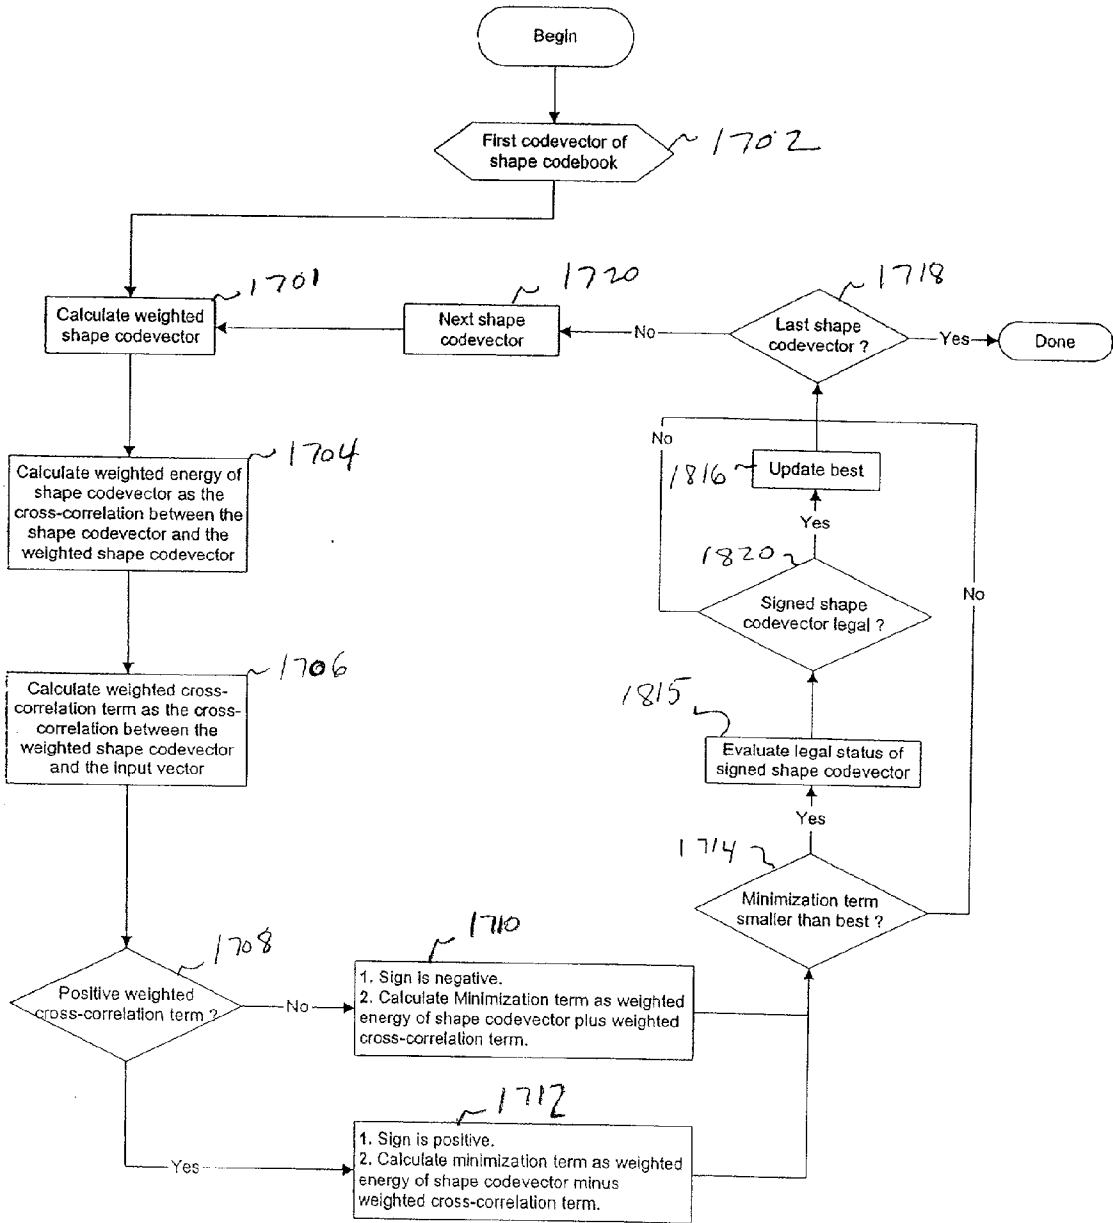 Begin
First codevector of
shape codebook
1702
1701
Calculate weighted
shape codevector
1720
Next shape
codevector
No
1718
Last shape
codevector ?
Yes
Done
1704
Calculate weighted energy of
shape codevector as the
cross-correlation between the
shape codevector and the
weighted shape codevector
No
1816
Update best
Yes
1820
Signed shape
codevector legal ?
No
1706
Calculate weighted cross-
correlation term as the cross-
correlation between the
weighted shape codevector
and the input vector
1815
Evaluate legal status of
signed shape codevector
Yes
1714
Minimization term
smaller than best ?
1708
Positive weighted
cross-correlation term ?
No
1710
1. Sign is negative.
2. Calculate Minimization term as weighted
energy of shape codevector plus weighted
cross-correlation term.
Yes
1712
1. Sign is positive.
2. Calculate minimization term as weighted
energy of shape codevector minus
weighted cross-correlation term.